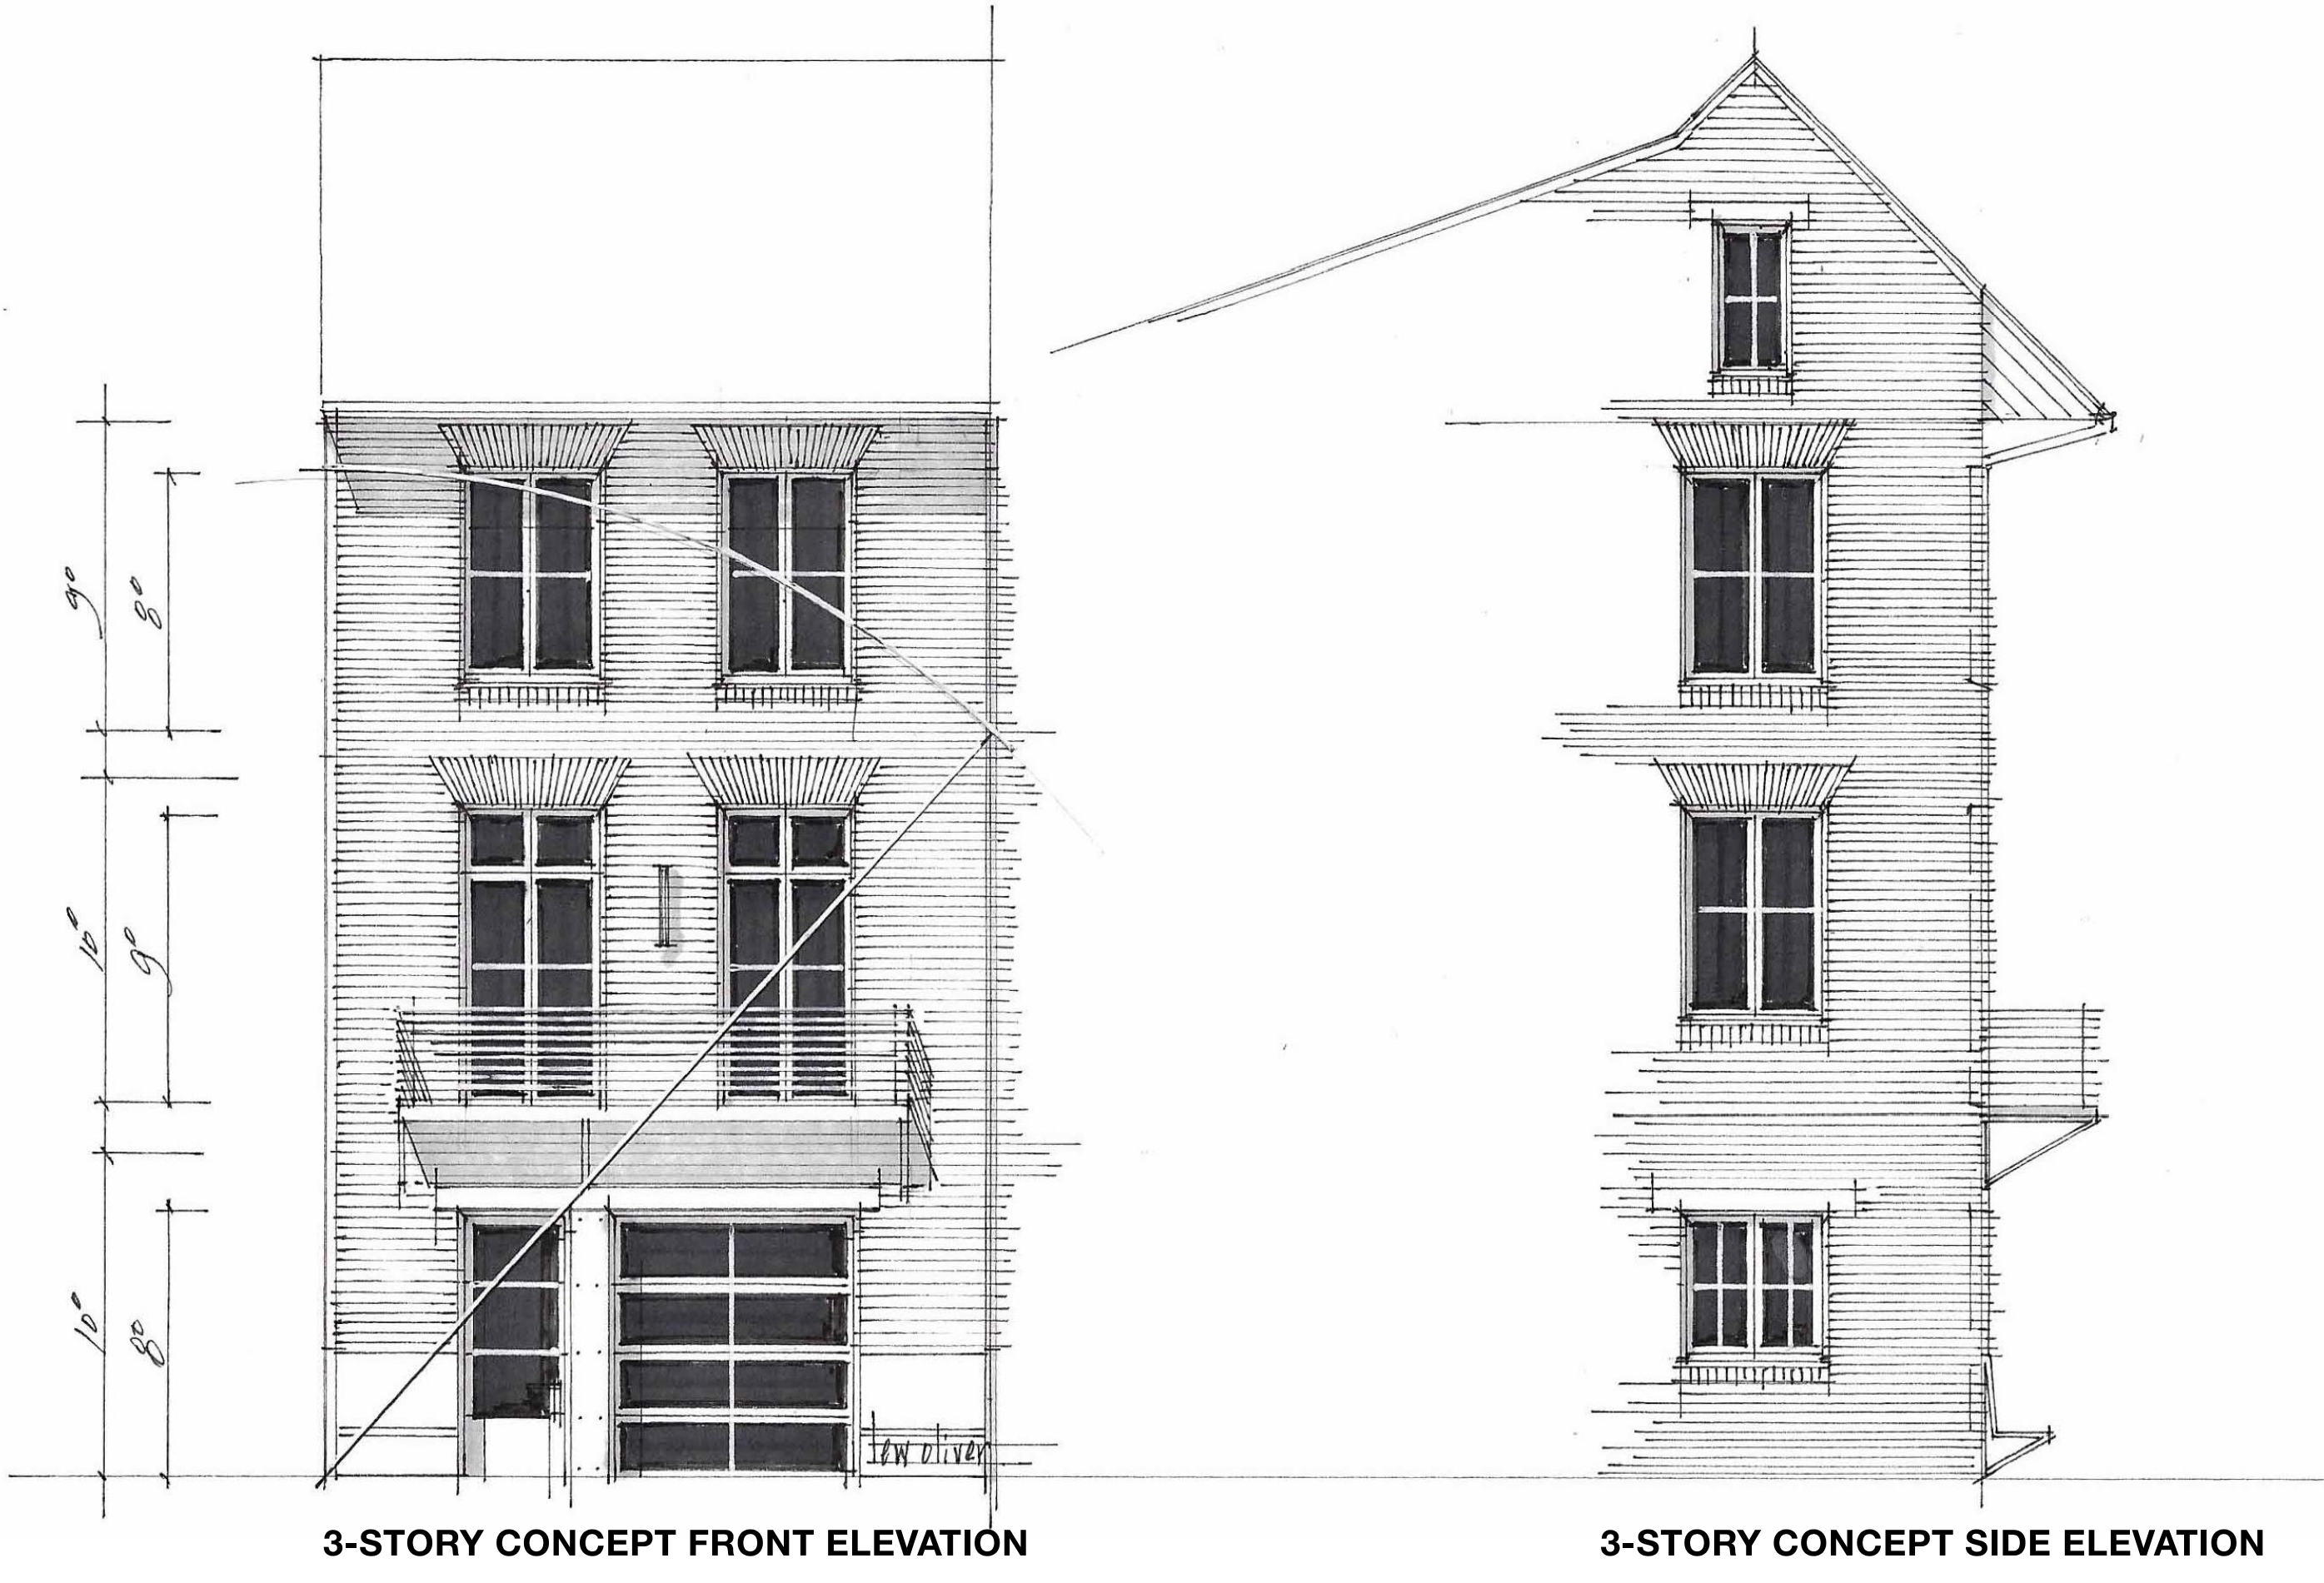 9⁰
8⁰
10⁰
9⁰
10⁰
8⁰
lew oliver
3-STORY CONCEPT FRONT ELEVATION
3-STORY CONCEPT SIDE ELEVATION